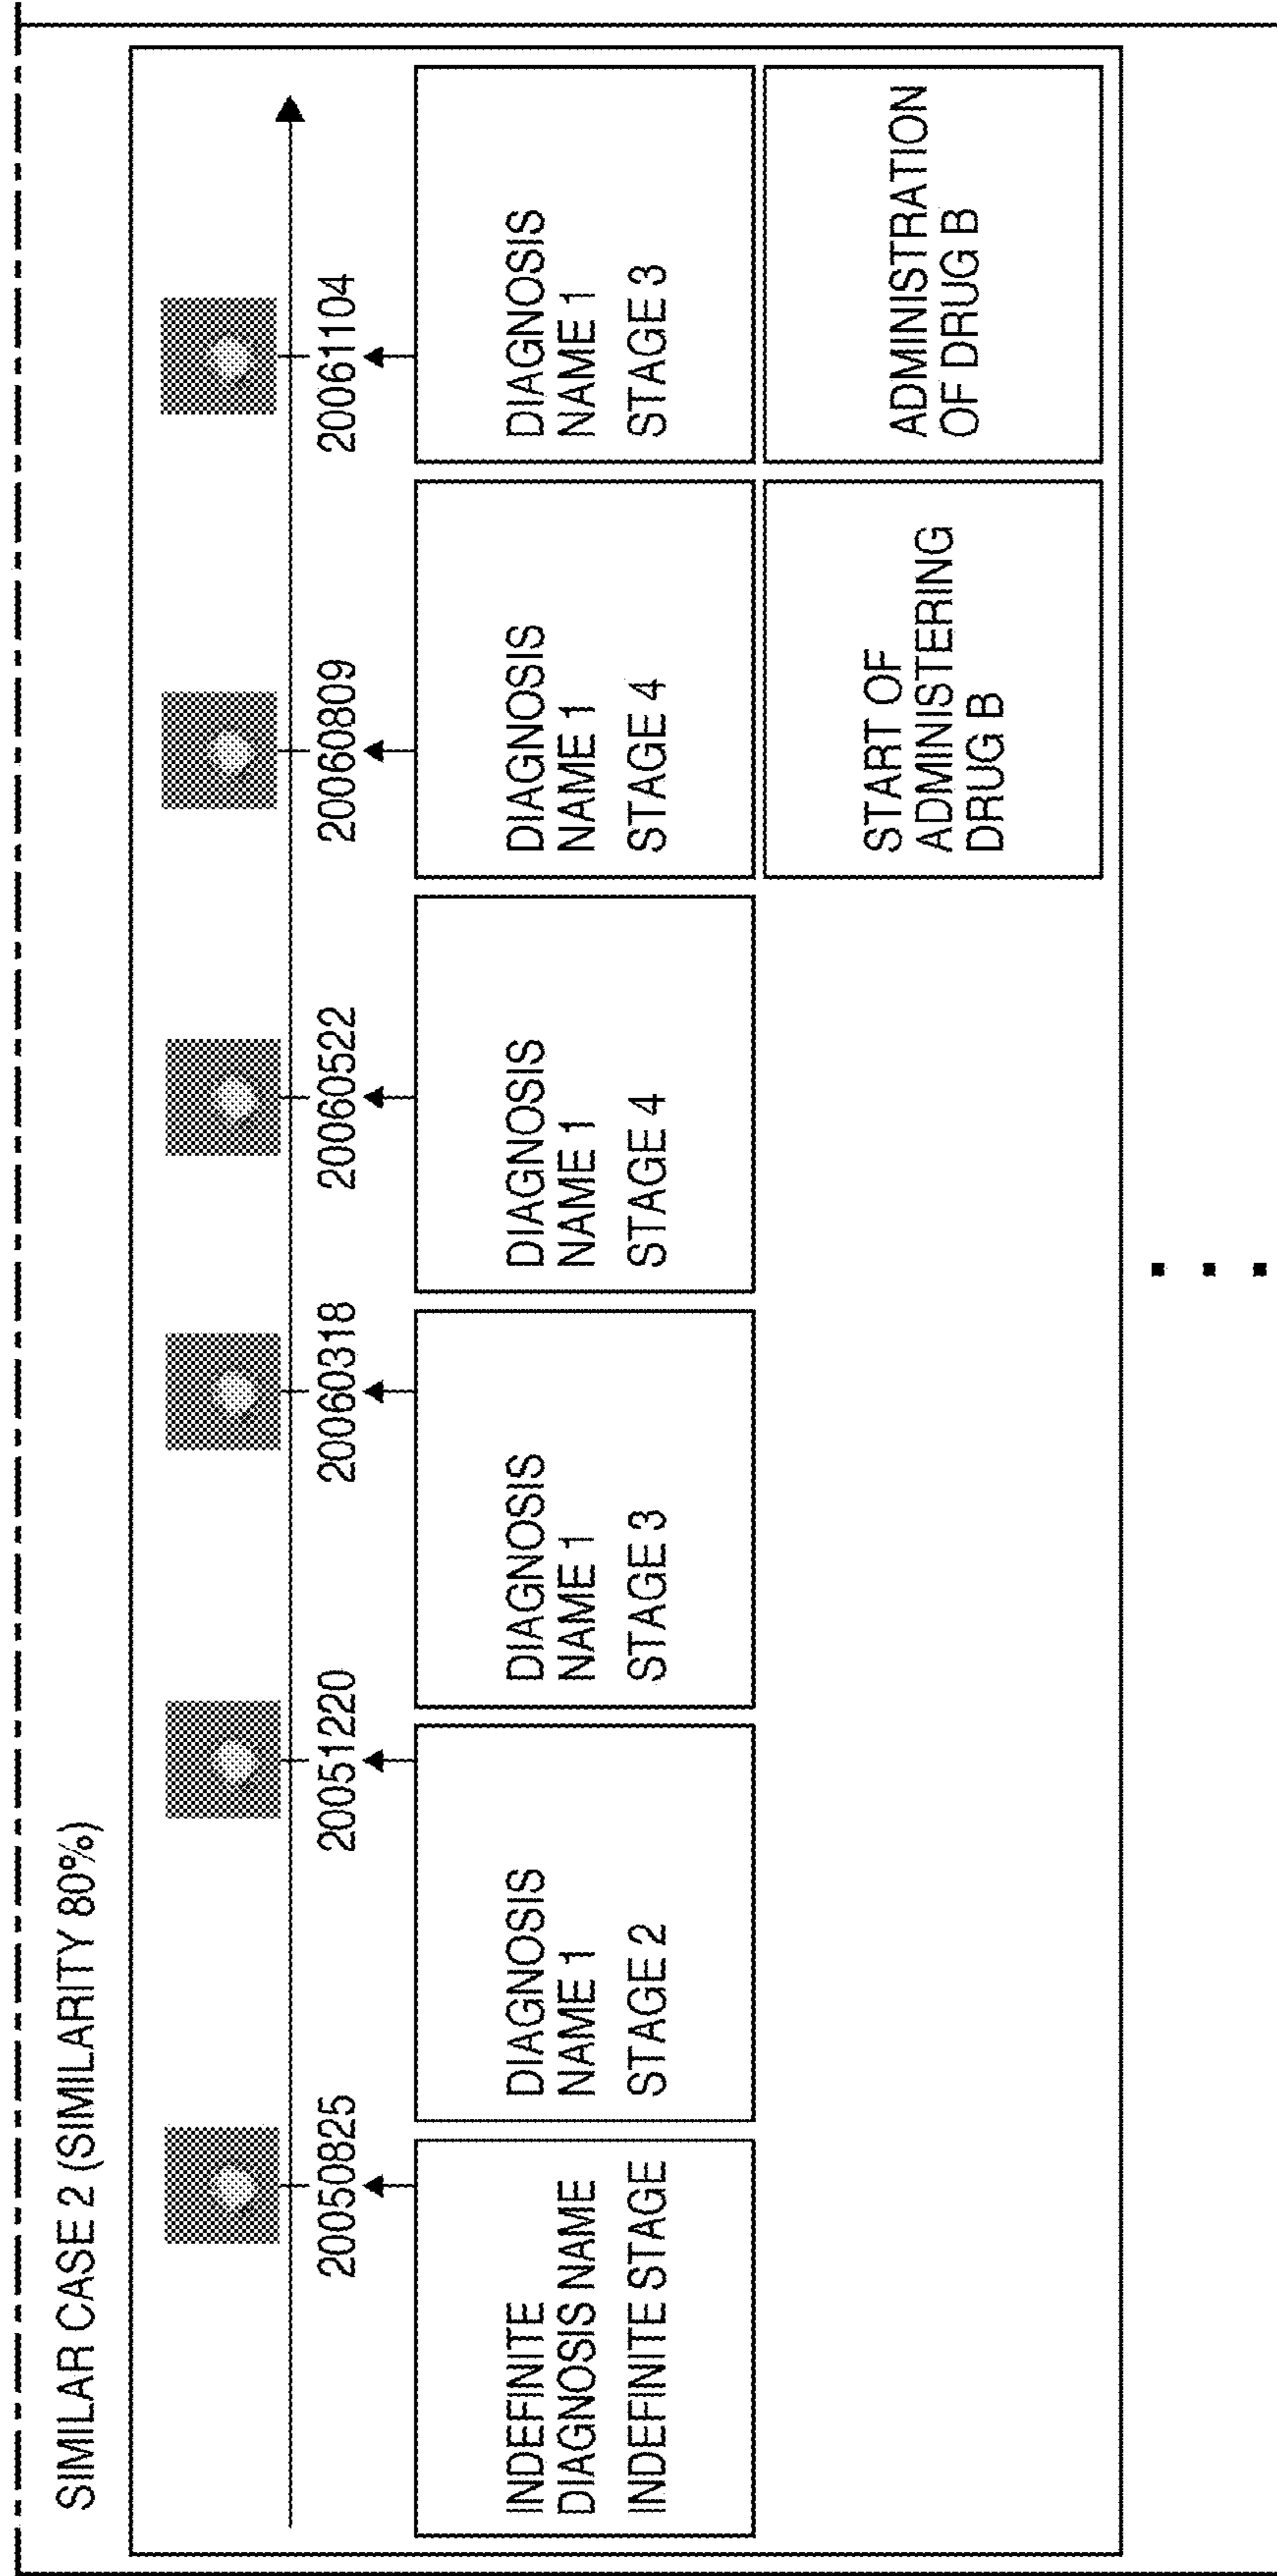 SIMILAR CASE 2 (SIMILARITY 80%)
20050825
20051220
20060318
20060522
20060809
20061104
INDEFINITE
DIAGNOSIS NAME
INDEFINITE STAGE
DIAGNOSIS
NAME 1
STAGE 2
DIAGNOSIS
NAME 1
STAGE 3
DIAGNOSIS
NAME 1
STAGE 4
DIAGNOSIS
NAME 1
STAGE 4
DIAGNOSIS
NAME 1
STAGE 3
START OF
ADMINISTERING
DRUG B
ADMINISTRATION
OF DRUG B